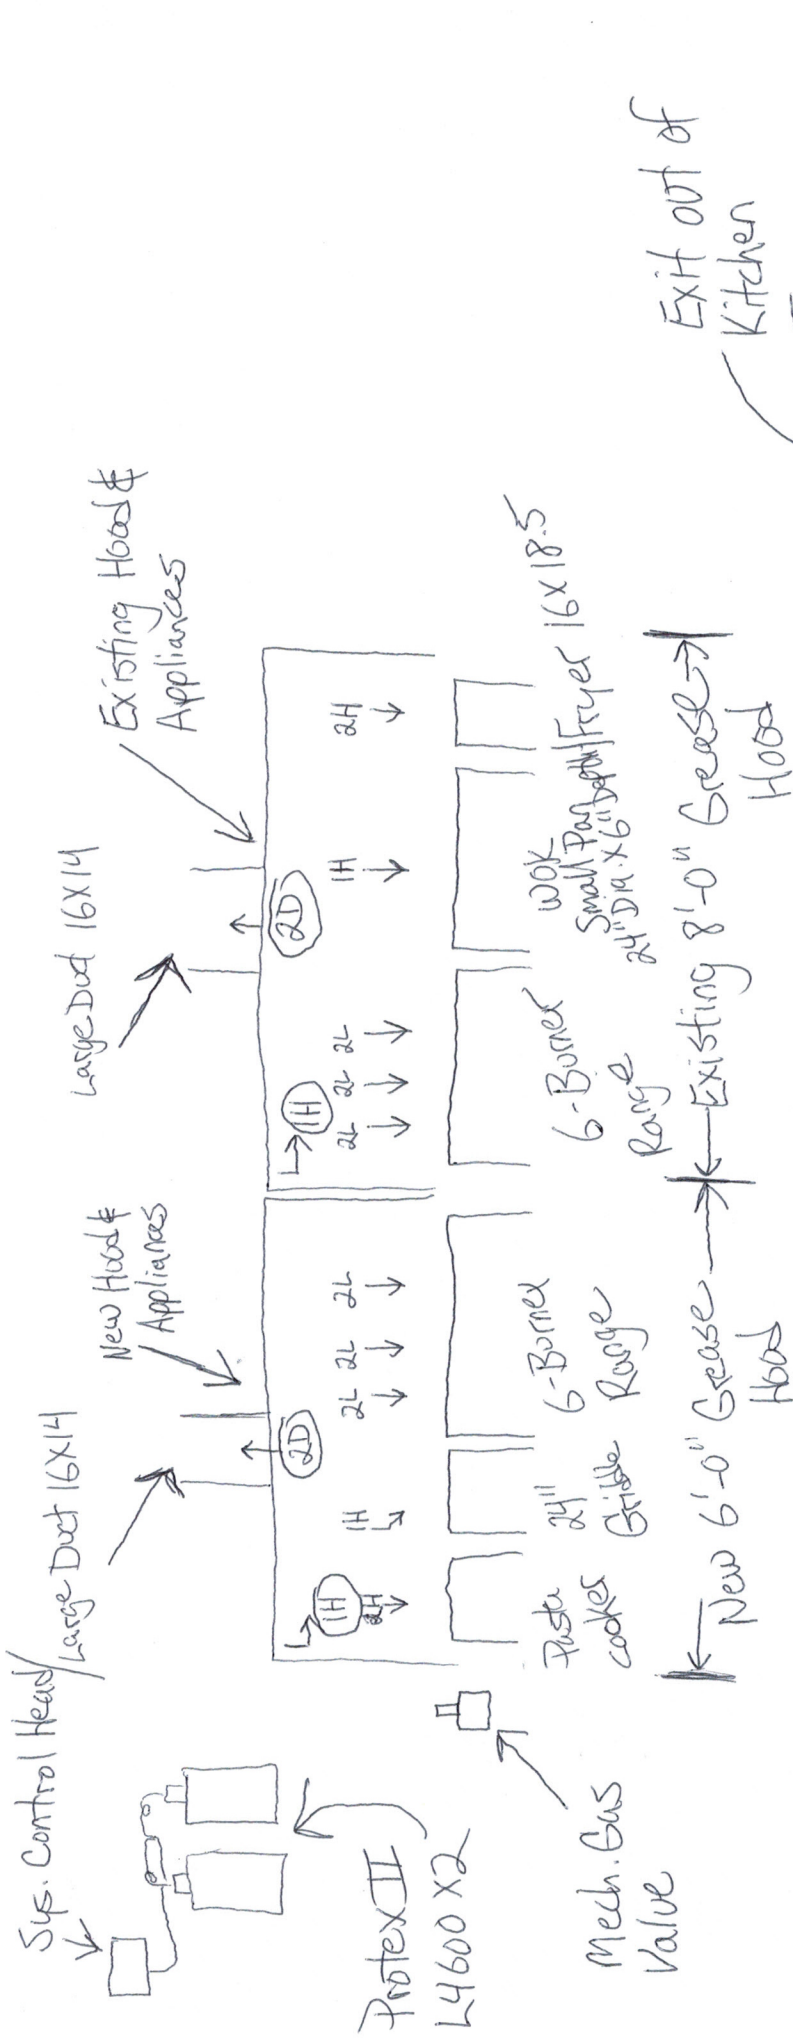 Sys. Control Head
Protex II
L4600 X2
Mech. Gas
Valve
Large Duct 16X14
New Hood &
Appliances
Large Duct 16X14
Existing Hood &
Appliances
2D
2D
1H
1H
2L 2L 2L
1H
2L 2L 2L
1H
2H
Pasta
cooker
24"
Griddle
6-Burner
Range
6-Burner
Range
WOK
Small Pan
24" Dia X 6" Depth
Fryer 16X18.5
New 6'-0" Grease
Hood
Existing 8'-0" Grease
Hood
Exit out of
Kitchen